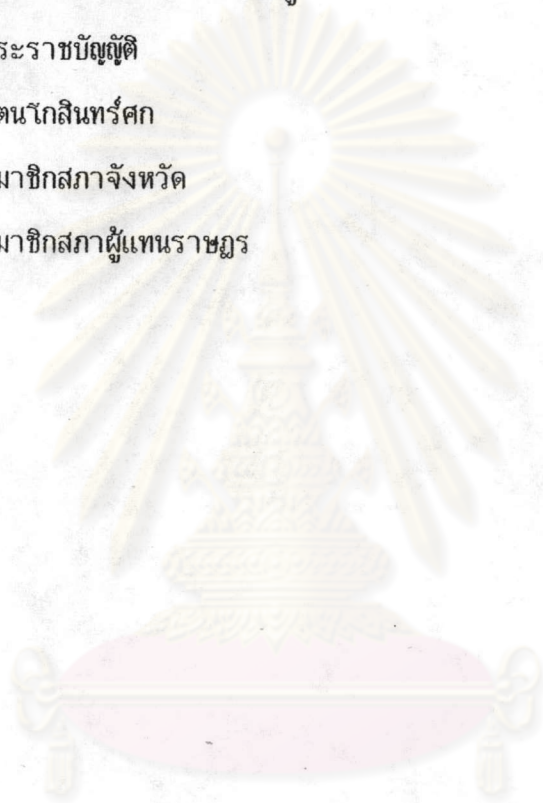 ระราชบัญญัติ
ตนโกสินทร์ศก
มาชิกสภาจังหวัด
มาชิกสภาผู้แทนราษฎร